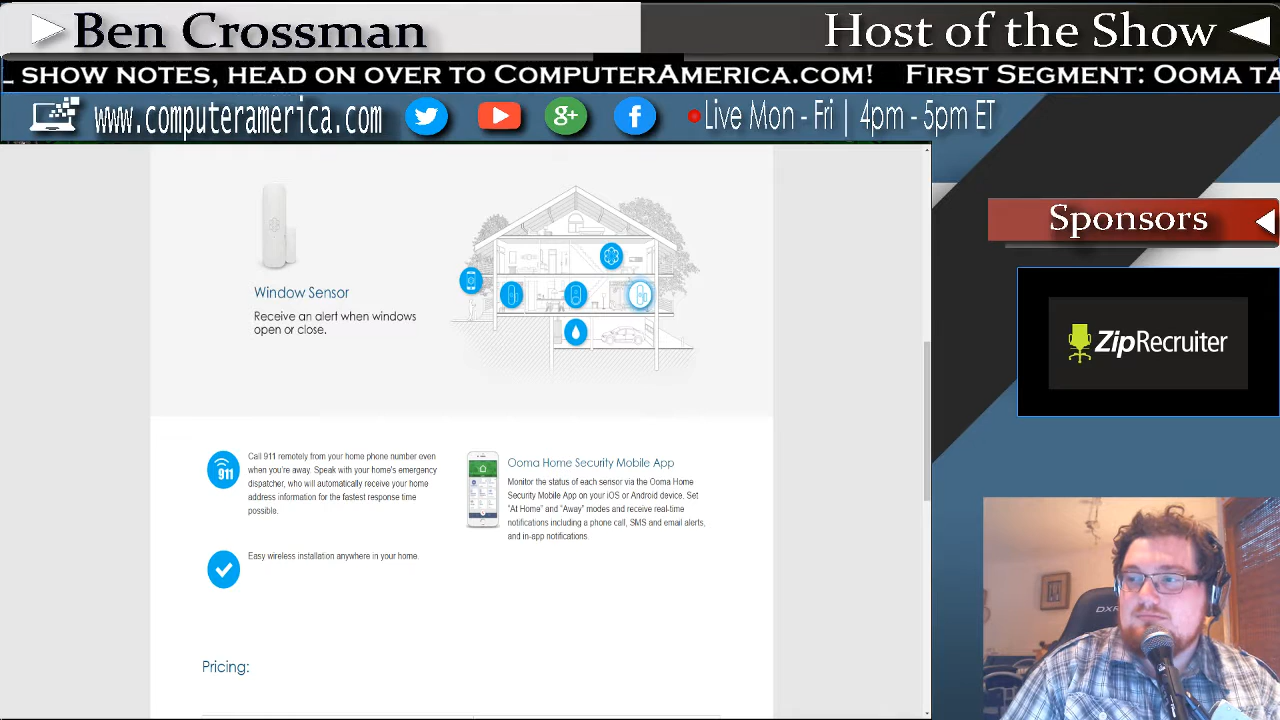 Ben Crossman
Host of the Show
SHOW NOTES, HEAD ON OVER TO COMPUTERAMERICA.COM! FIRST SEGMENT: OOMA
www.computeramerica.com
g+
Live Mon - Fri | 4pm - 5pm ET
Sponsors
ZipRecruiter
Window Sensor
Receive an alert when windows
open or close.
911
Call 911 remotely from your home phone number even
when you're away. Speak with your home's emergency
dispatcher, who will automatically receive your home
address information for the fastest response time
possible.
Easy wireless installation anywhere in your home.
Ooma Home Security Mobile App
Monitor the status of each sensor via the Ooma Home
Security Mobile App on your iOS or Android device. Set
"At Home" and "Away" modes and receive real-time
notifications including a phone call, SMS and email alerts,
and in-app notifications.
Pricing: